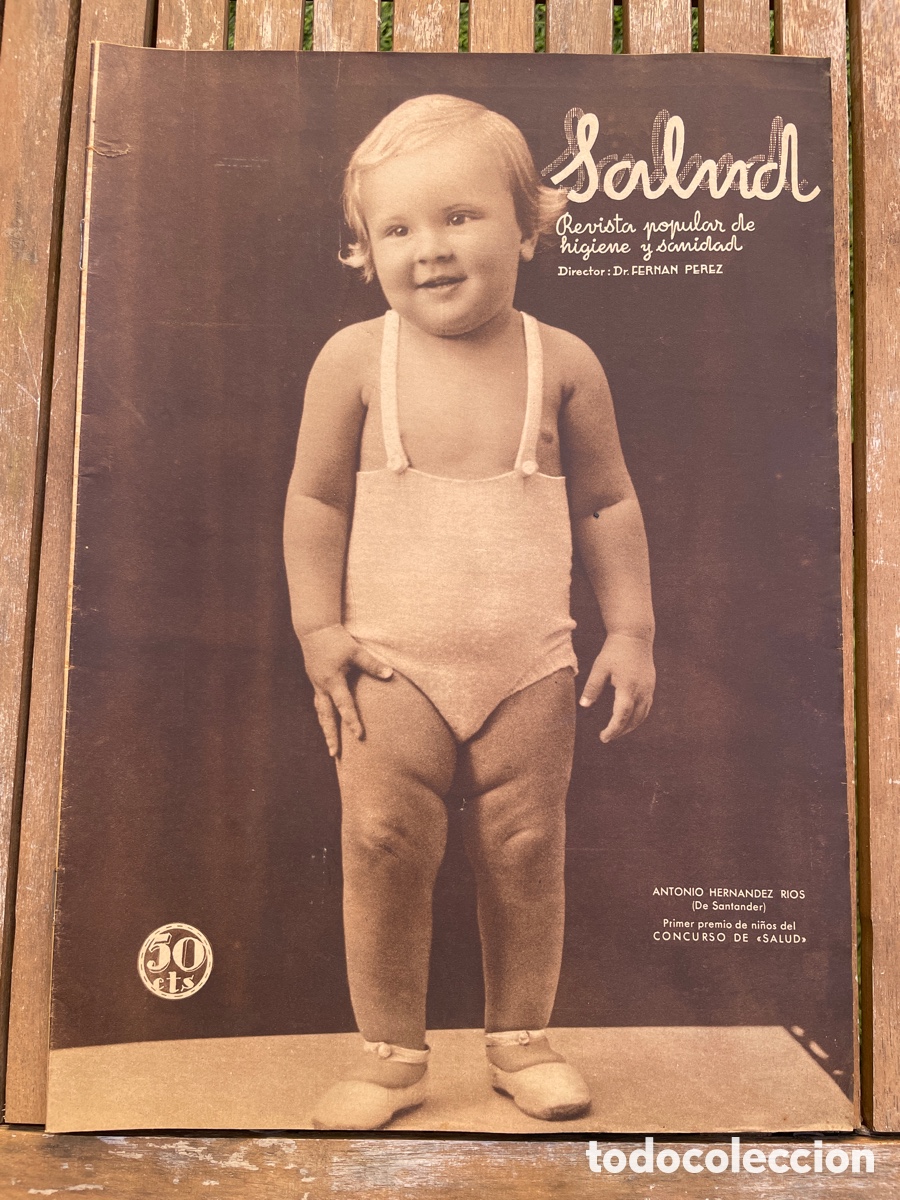 Salud
Revista popular de
higiene y sanidad
Director: Dr. FERNAN PEREZ
ANTONIO HERNANDEZ RIOS
(De Santander)
Primer premio de niños del
CONCURSO DE «SALUD»
50
cts
todocoleccion